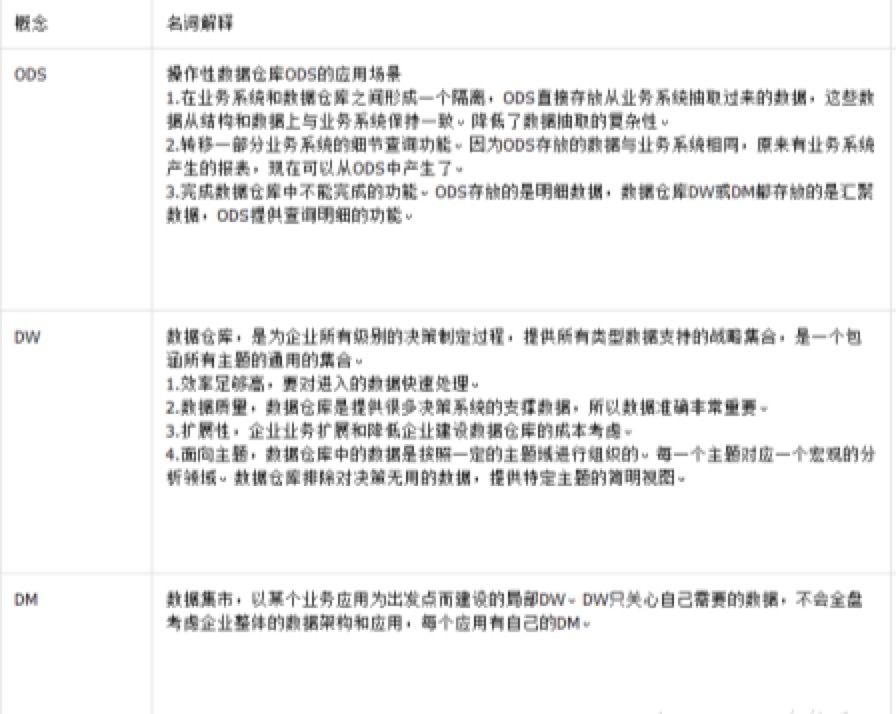 概念 名词解释
ODS 操作性数据仓库ODS的应用场景
1.在业务系统和数据仓库之间形成一个隔离，ODS直接存放从业务系统抽取过来的数据，这些数
据从结构和数据上与业务系统保持一致。降低了数据抽取的复杂性。
2.转移一部分业务系统的细节查询功能。因为ODS存放的数据与业务系统相同，原来有业务系统
产生的报表，现在可以从ODS中产生了。
3.完成数据仓库中不能完成的功能。ODS存放的是明细数据，数据仓库DW或DM都存放的是汇聚
数据，ODS提供查询明细的功能。
DW 数据仓库，是为企业所有级别的决策制定过程，提供所有类型数据支持的战略集合，是一个包
涵所有主题的通用的集合。
1.效率足够高，要对进入的数据快速处理。
2.数据质量，数据仓库是提供很多决策系统的支撑数据，所以数据准确非常重要。
3.扩展性，企业业务扩展和降低企业建设数据仓库的成本考虑。
4.面向主题，数据仓库中的数据是按照一定的主题域进行组织的。每一个主题对应一个宏观的分
析领域。数据仓库排除对决策无用的数据，提供特定主题的简明视图。
DM 数据集市，以某个业务应用为出发点而建设的局部DW。DW只关心自己需要的数据，不会全盘
考虑企业整体的数据架构和应用，每个应用有自己的DM。